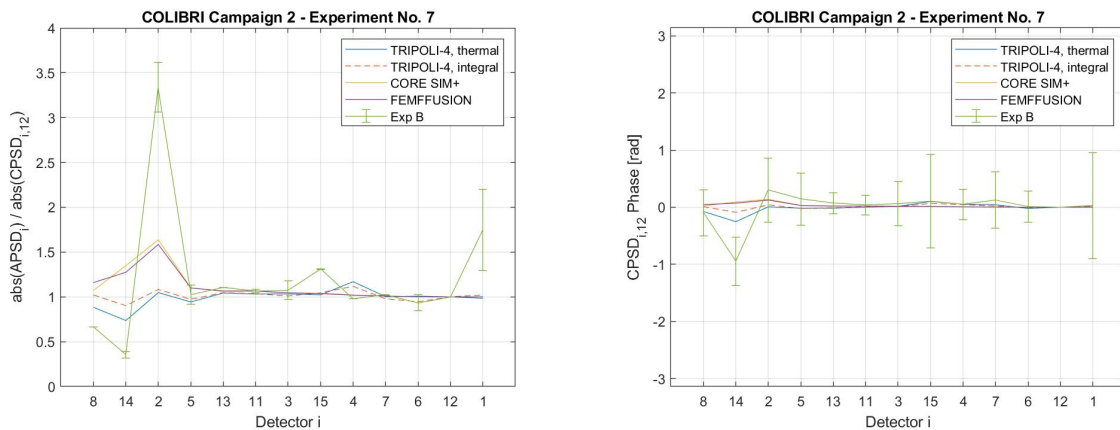 COLIBRI Campaign 2 - Experiment No. 7
4
3.5
3
2.5
2
1.5
1
0.5
0
abs(APSD_i) / abs(CPSD_i,12)
TRIPOLI-4, thermal
TRIPOLI-4, integral
CORE SIM+
FEMFFUSION
Exp B
8 14 2 5 13 11 3 15 4 7 6 12 1
Detector i
COLIBRI Campaign 2 - Experiment No. 7
3
2
1
0
-1
-2
-3
CPSD_i,12 Phase [rad]
TRIPOLI-4, thermal
TRIPOLI-4, integral
CORE SIM+
FEMFFUSION
Exp B
8 14 2 5 13 11 3 15 4 7 6 12 1
Detector i